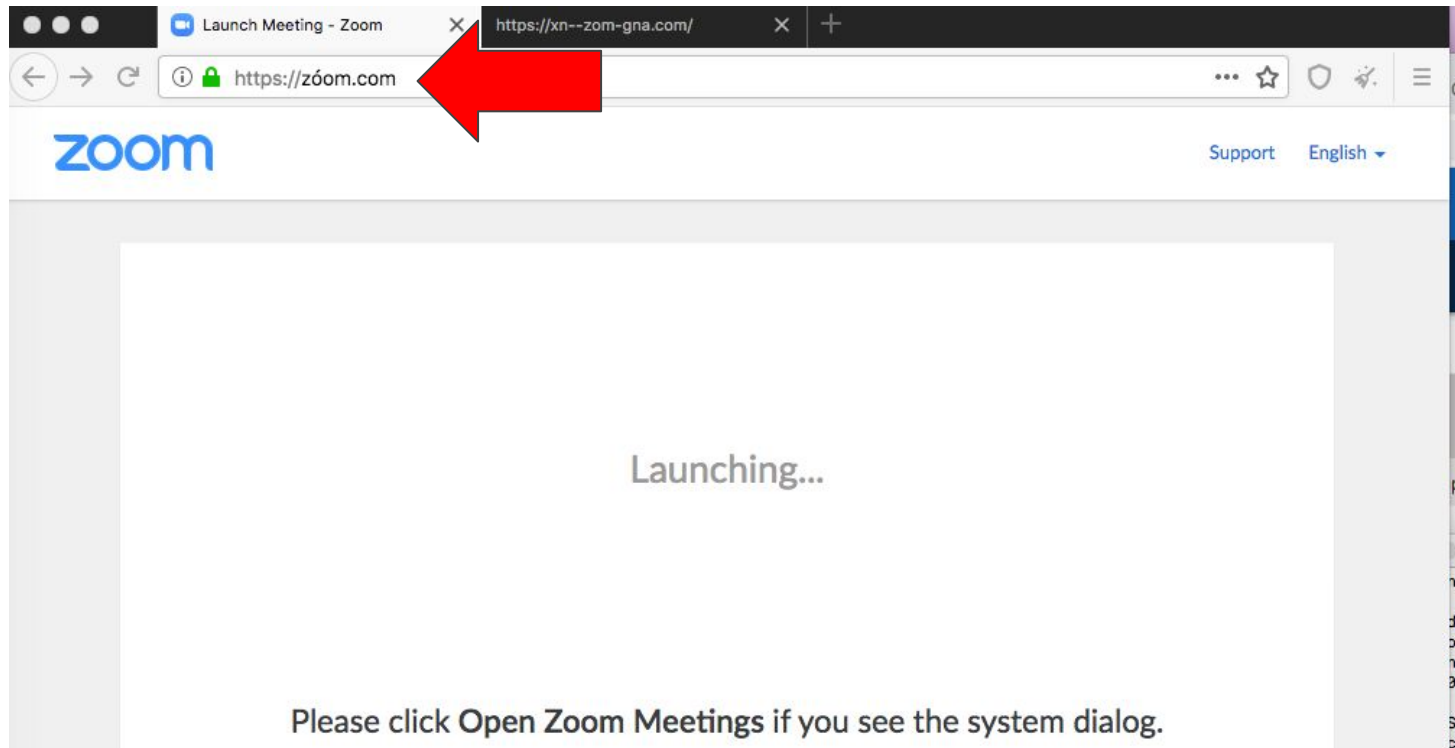 Launch Meeting - Zoom https://xn--zom-gna.com/
https://zóom.com
zoom Support English
Launching...
Please click Open Zoom Meetings if you see the system dialog.